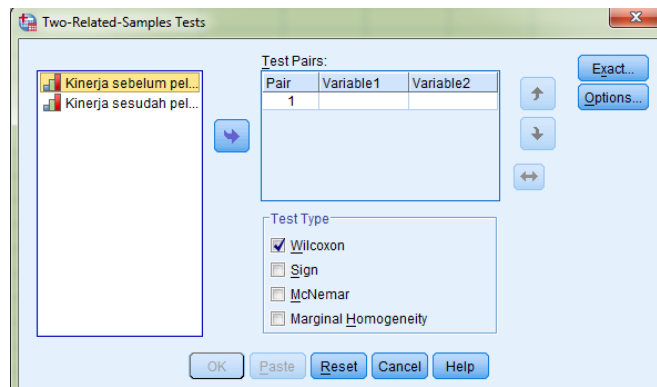 Two-Related-Samples Tests
Kinerja sebelum pel...
Kinerja sesudah pel...
Test Pairs:
Pair Variable1 Variable2
1
Exact...
Options...
Test Type
Wilcoxon
Sign
McNemar
Marginal Homogeneity
OK Paste Reset Cancel Help